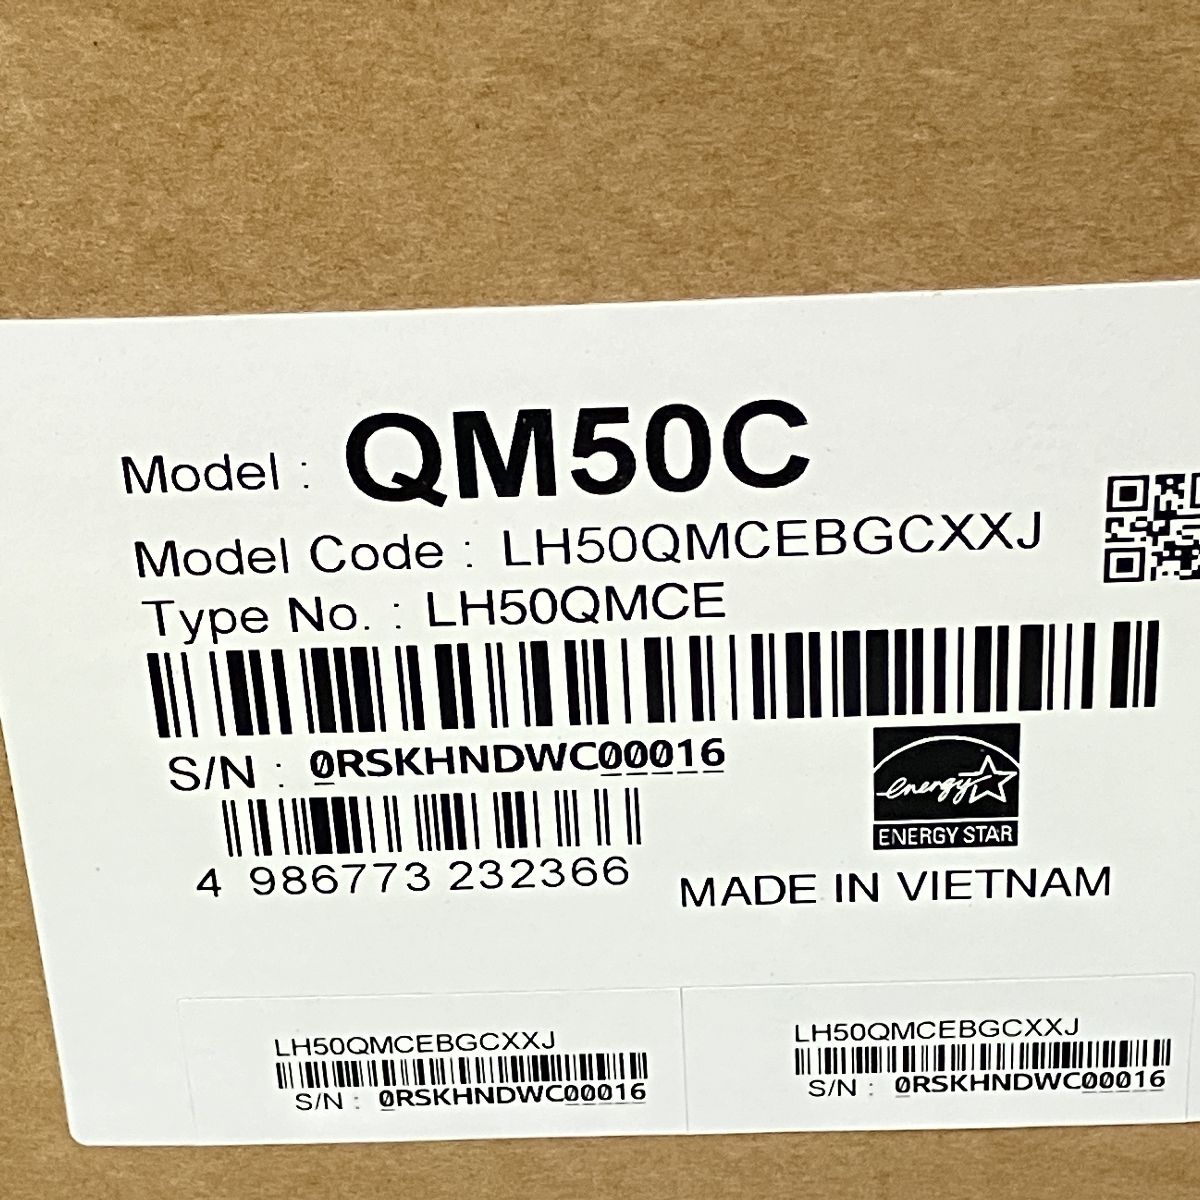 Model : QM50C
Model Code : LH50QMCEBGCXXJ
Type No. : LH50QMCE
S/N : 0RSKHNDWC00016
4 986773 232366
energy
ENERGY STAR
MADE IN VIETNAM
LH50QMCEBGCXXJ
S/N : 0RSKHNDWC00016
LH50QMCEBGCXXJ
S/N : 0RSKHNDWC00016